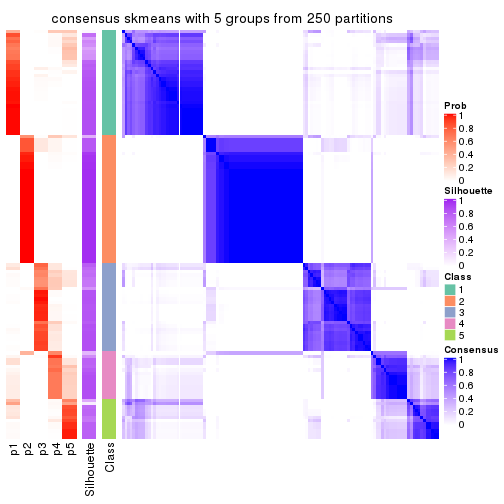 consensus skmeans with 5 groups from 250 partitions
Prob
1
0.8
0.6
0.4
0.2
0
Silhouette
1
0.8
0.6
0.4
0.2
0
Class
1
2
3
4
5
Consensus
1
0.8
0.6
0.4
0.2
0
p1
p2
p3
p4
p5
Silhouette
Class